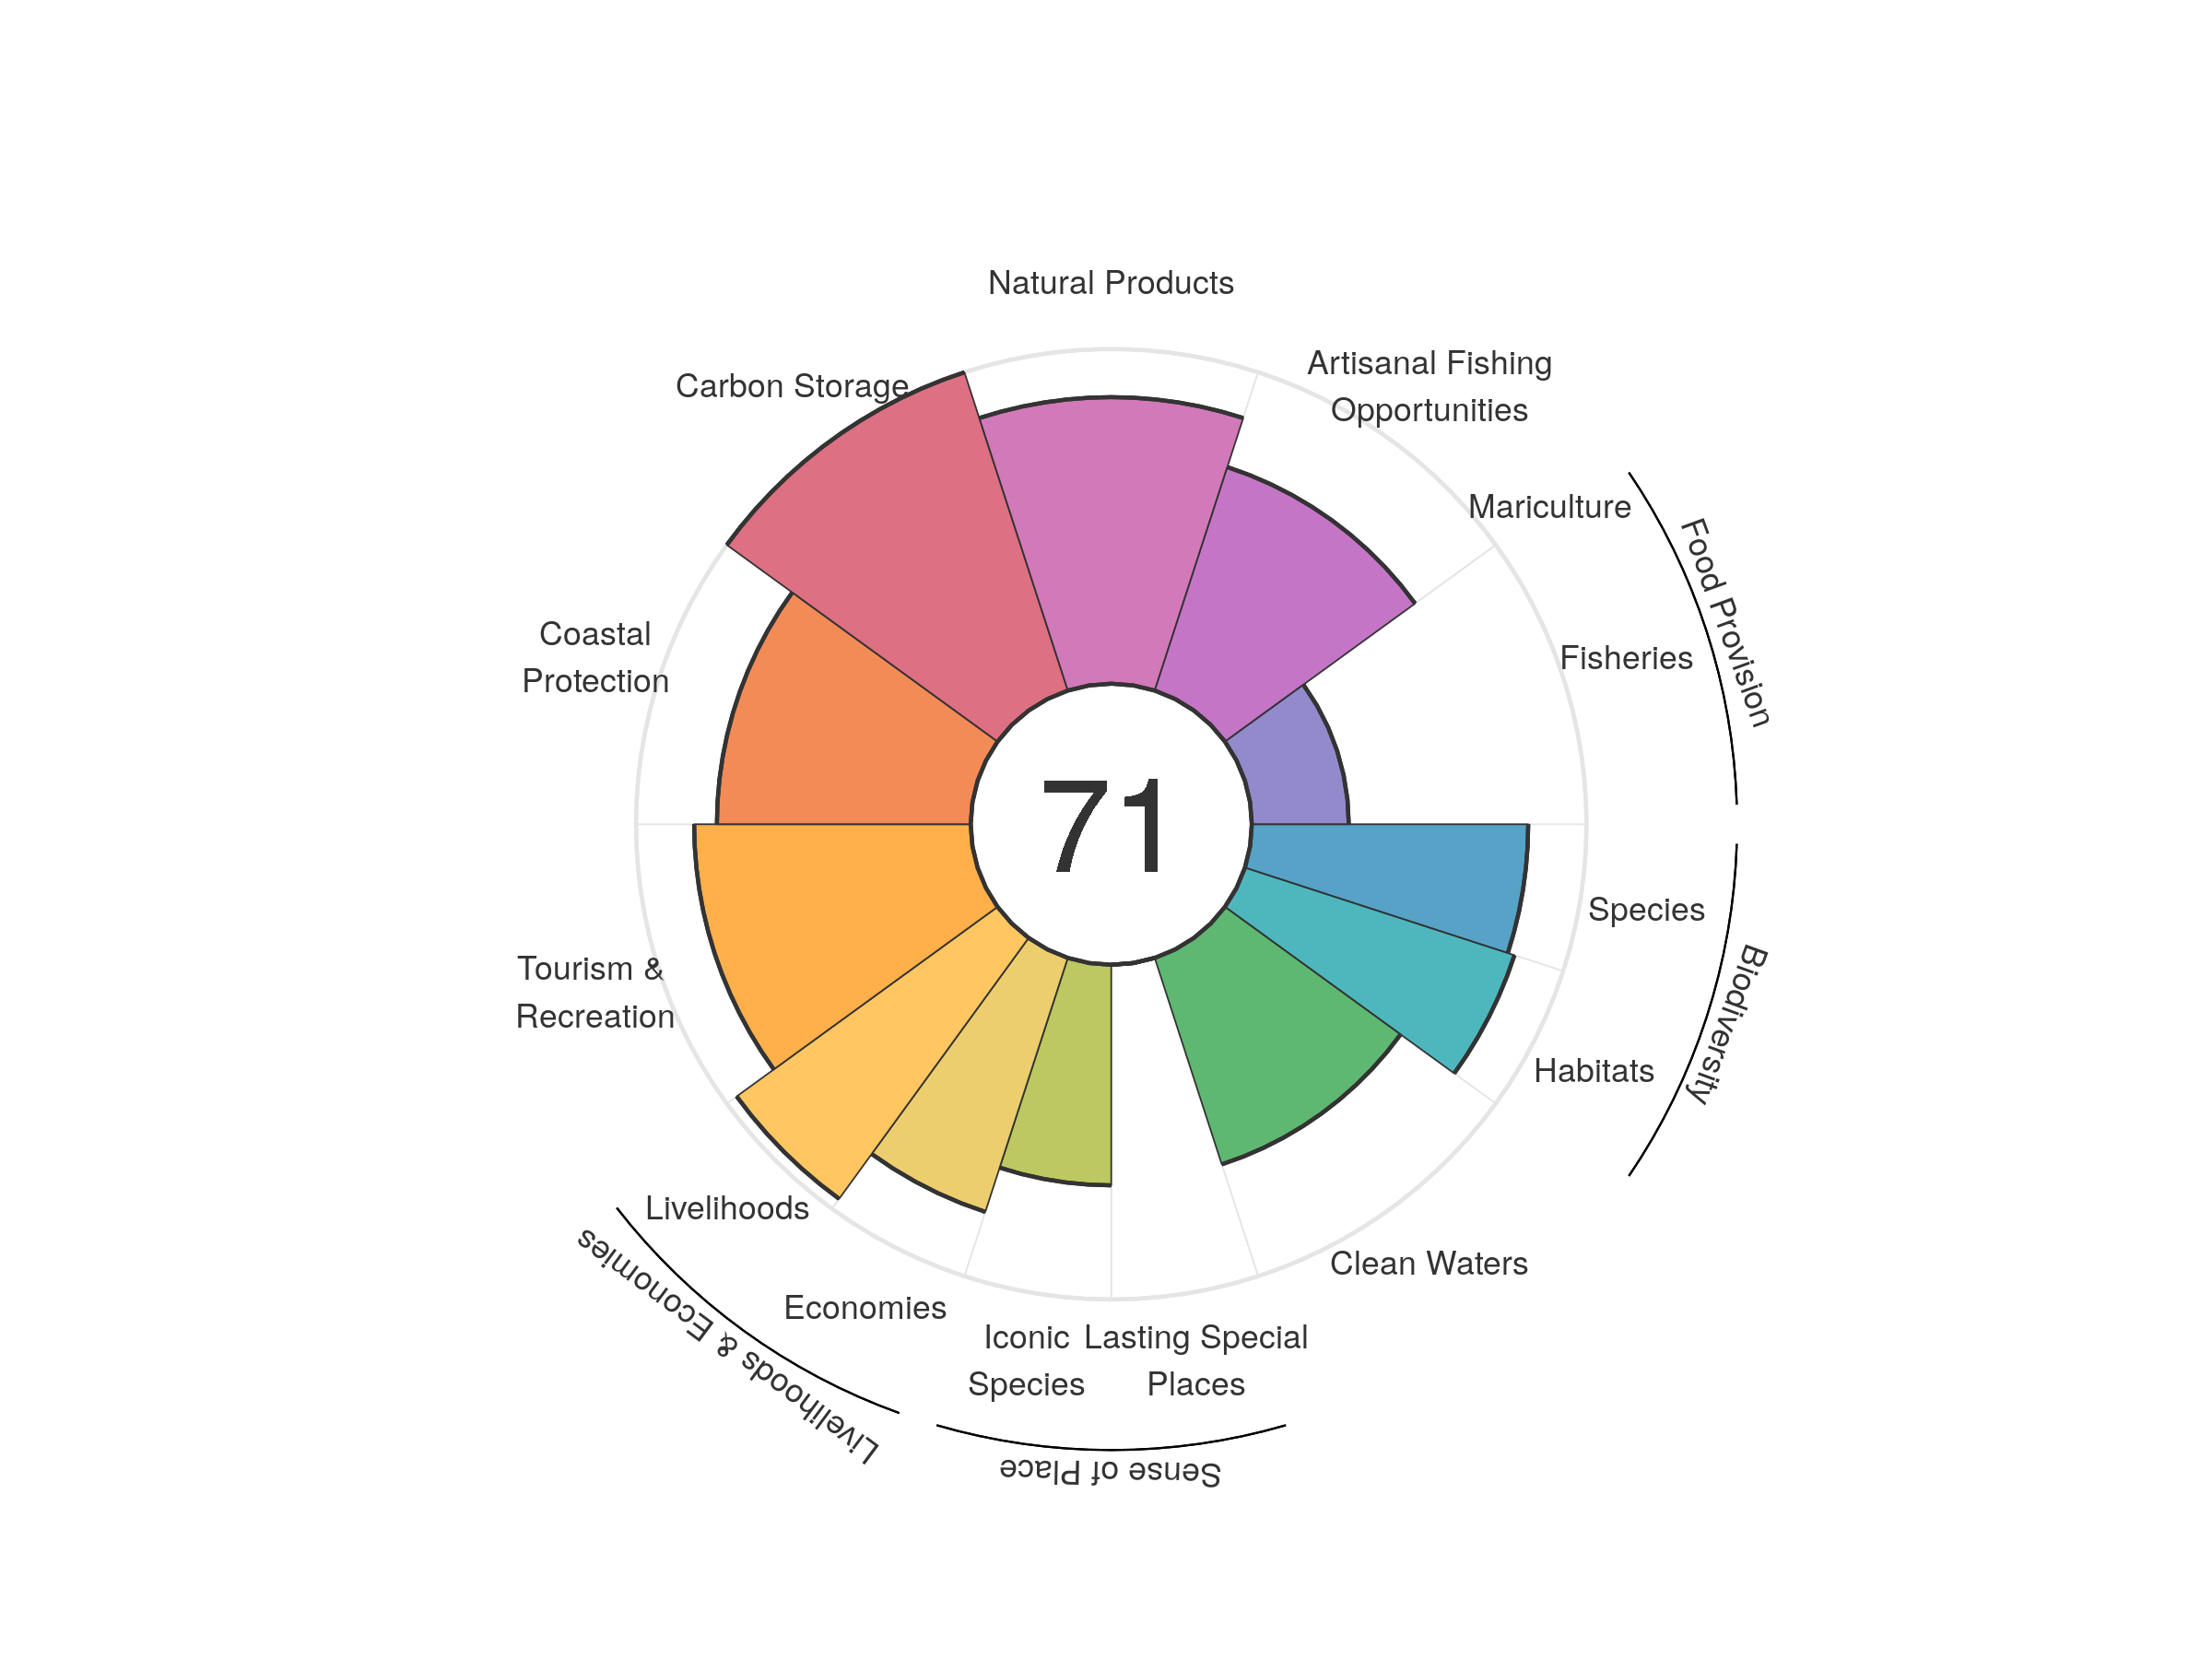 Natural Products
Artisanal Fishing
Opportunities
Carbon Storage
Mariculture
Food Provision
Coastal
Protection
Fisheries
71
Species
Biodiversity
Tourism &
Recreation
Habitats
Livelihoods
Clean Waters
Livelihoods & Economies
Economies
Iconic
Species
Lasting Special
Places
Sense of Place